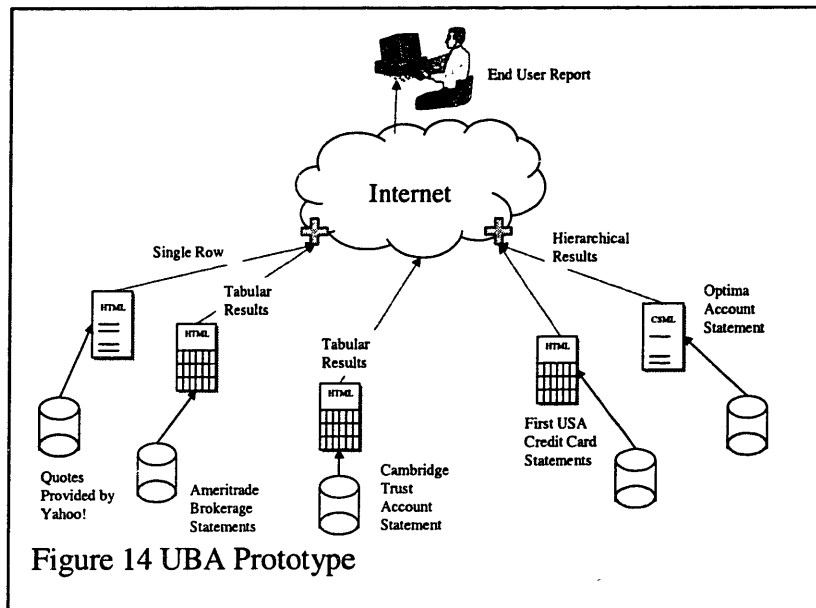 End User Report
Internet
Single Row
Hierarchical
Results
Tabular
Results
Optima
Account
Statement
HTML
HTML
Tabular
Results
HTML
HTML
CSML
First USA
Credit Card
Statements
Quotes
Provided by
Yahoo!
Ameritrade
Brokerage
Statements
Cambridge
Trust
Account
Statement
Figure 14 UBA Prototype